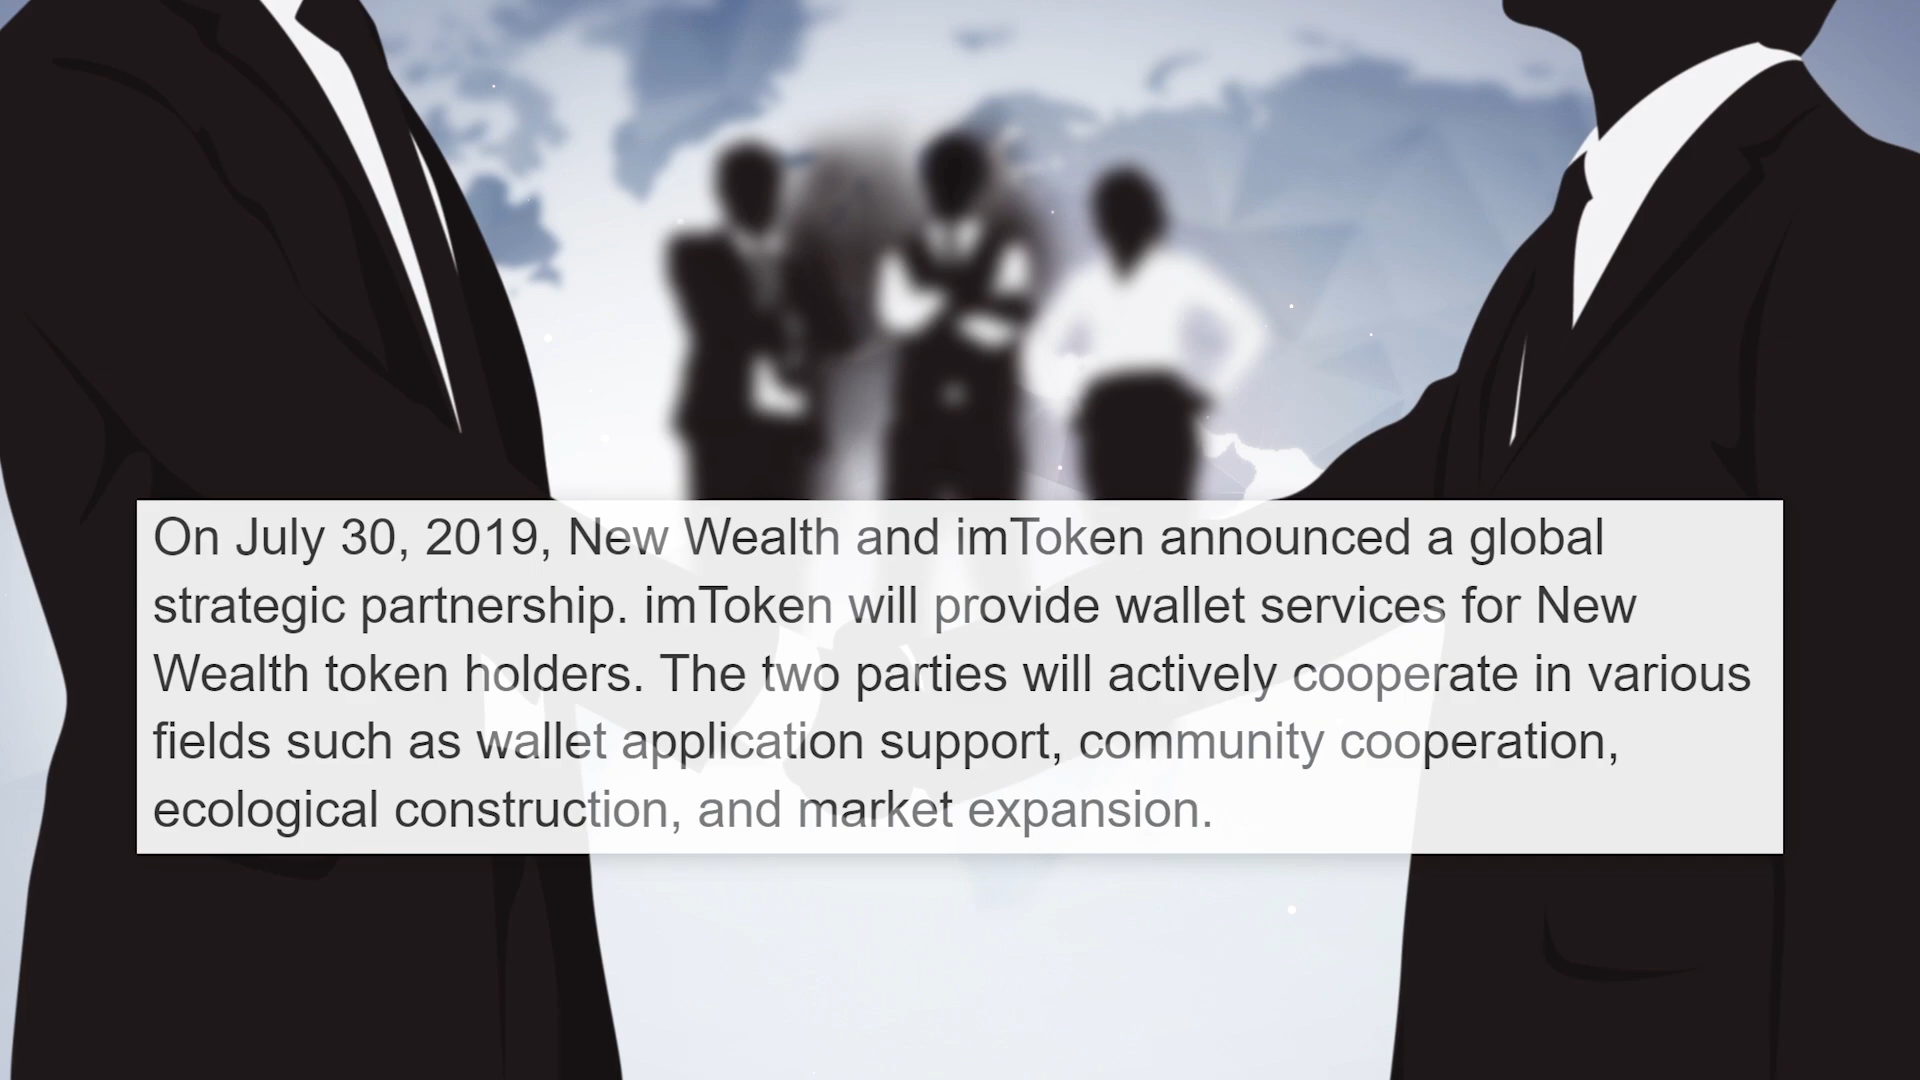 On July 30, 2019, New Wealth and imToken announced a global
strategic partnership. imToken will provide wallet services for New
Wealth token holders. The two parties will actively cooperate in various
fields such as wallet application support, community cooperation,
ecological construction, and market expansion.